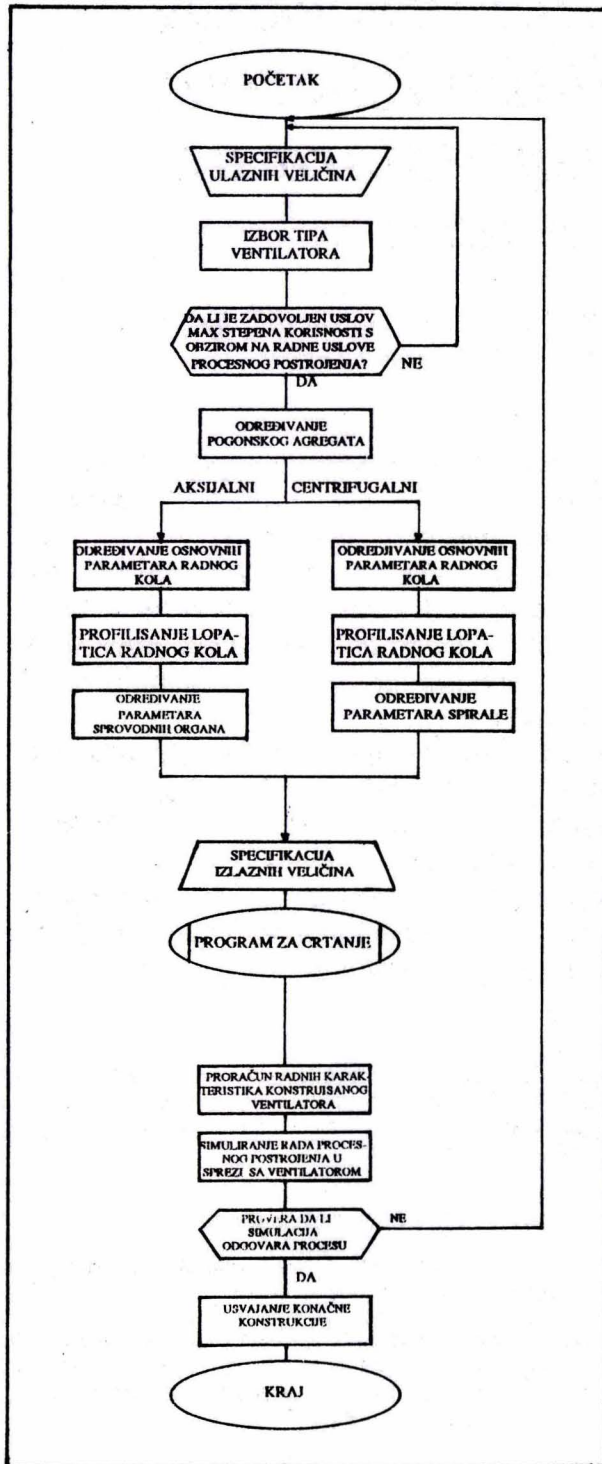 POČETAK
SPECIFIKACIJA
ULAZNIH VELIČINA
IZBOR TIPA
VENTILATORA
DA LI JE ZADOVOLJEN USLOV
MAX STEPENA KORISNOSTI S
OBZIROM NA RADNE USLOVE
PROCESNOG POSTROJENJA?
NE
DA
ODREĐIVANJE
POGONSKOG AGREGATA
AKSIJALNI
CENTRIFUGALNI
ODREĐIVANJE OSNOVNIH
PARAMETARA RADNOG
KOLA
PROFILISANJE LOPA-
TICA RADNOG KOLA
ODREĐIVANJE
PARAMETARA
SPROVODNIH ORGANA
ODREDJIVANJE OSNOVNIH
PARAMETARA RADNOG
KOLA
PROFILISANJE LOPA-
TICA RADNOG KOLA
ODREĐIVANJE
PARAMETARA SPIRALE
SPECIFIKACIJA
IZLAZNIH VELIČINA
PROGRAM ZA CRTANJE
PRORAČUN RADNIH KARAK-
TERISTIKA KONSTRUISANOG
VENTILATORA
SIMULIRANJE RADA PROCES-
NOG POSTROJENJA U
SPREZI SA VENTILATOROM
PROVERA DA LI
SIMULACIJA
ODGOVARA PROCESU
NE
DA
USVAJANJE KONAČNE
KONSTRUKCIJE
KRAJ